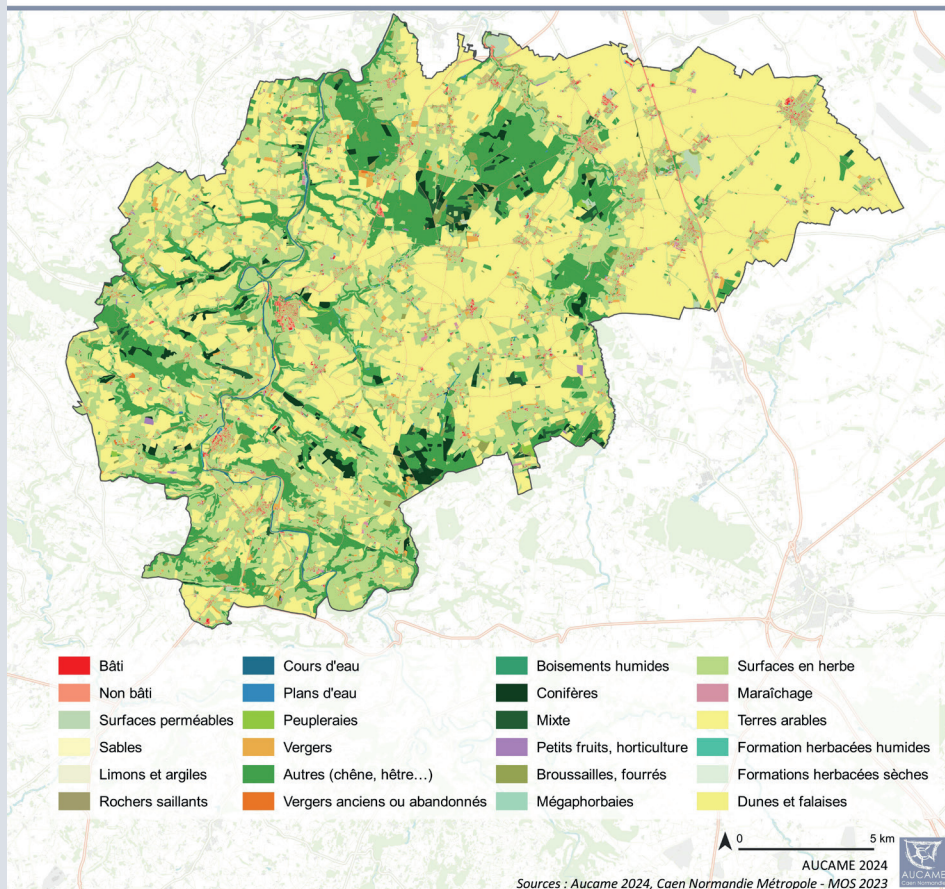 Bâti
Non bâti
Surfaces perméables
Sables
Limons et argiles
Rochers saillants
Cours d'eau
Plans d'eau
Peupleraies
Vergers
Autres (chêne, hêtre...)
Vergers anciens ou abandonnés
Boisements humides
Conifères
Mixte
Petits fruits, horticulture
Broussailles, fourrés
Mégaphorbaies
Surfaces en herbe
Maraîchage
Terres arables
Formation herbacées humides
Formations herbacées sèches
Dunes et falaises
0 5 km
AUCAME 2024
Sources : Aucame 2024, Caen Normandie Métropole - MOS 2023
AUCAME
Caen Normandie